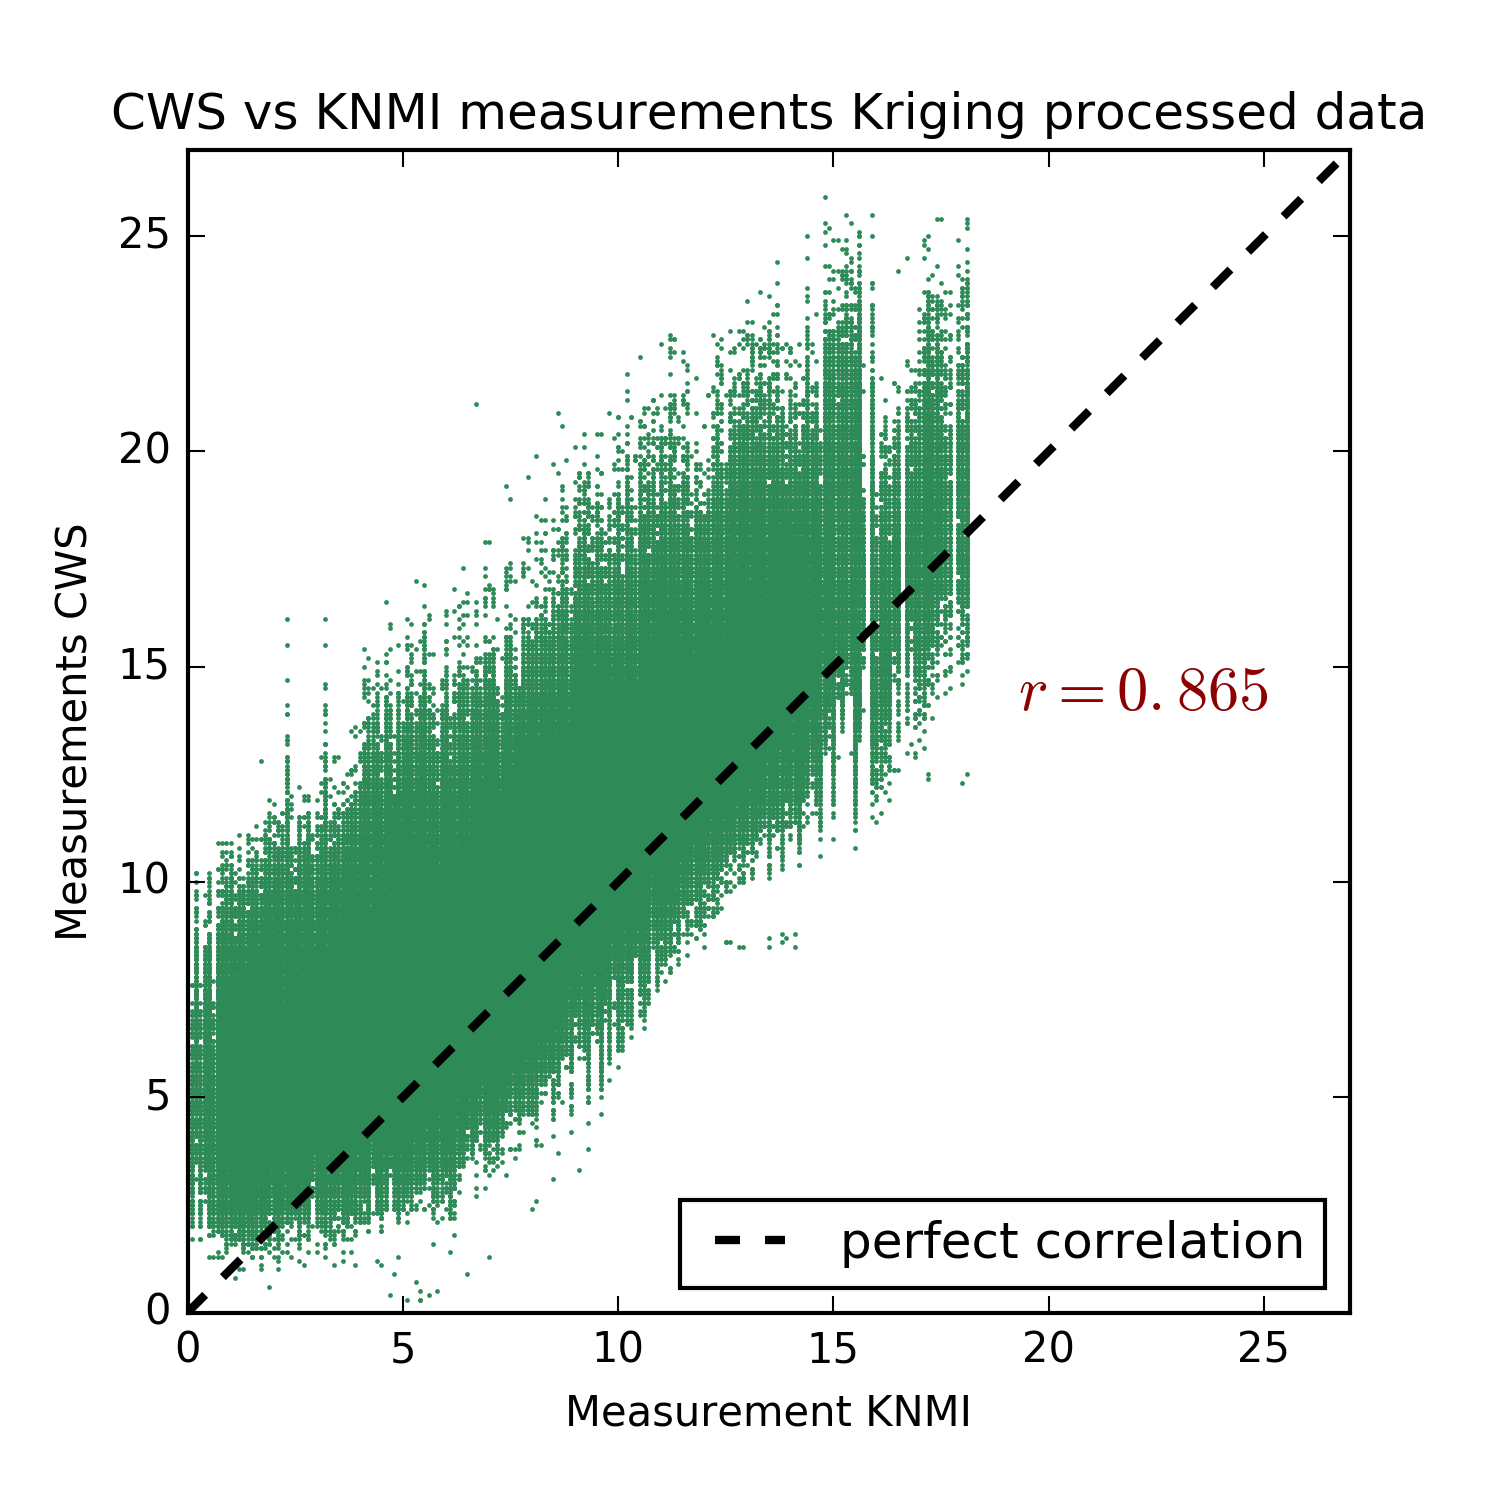 CWS vs KNMI measurements Kriging processed data
25
20
15
10
5
0
Measurements CWS
r = 0.865
perfect correlation
0 5 10 15 20 25
Measurement KNMI